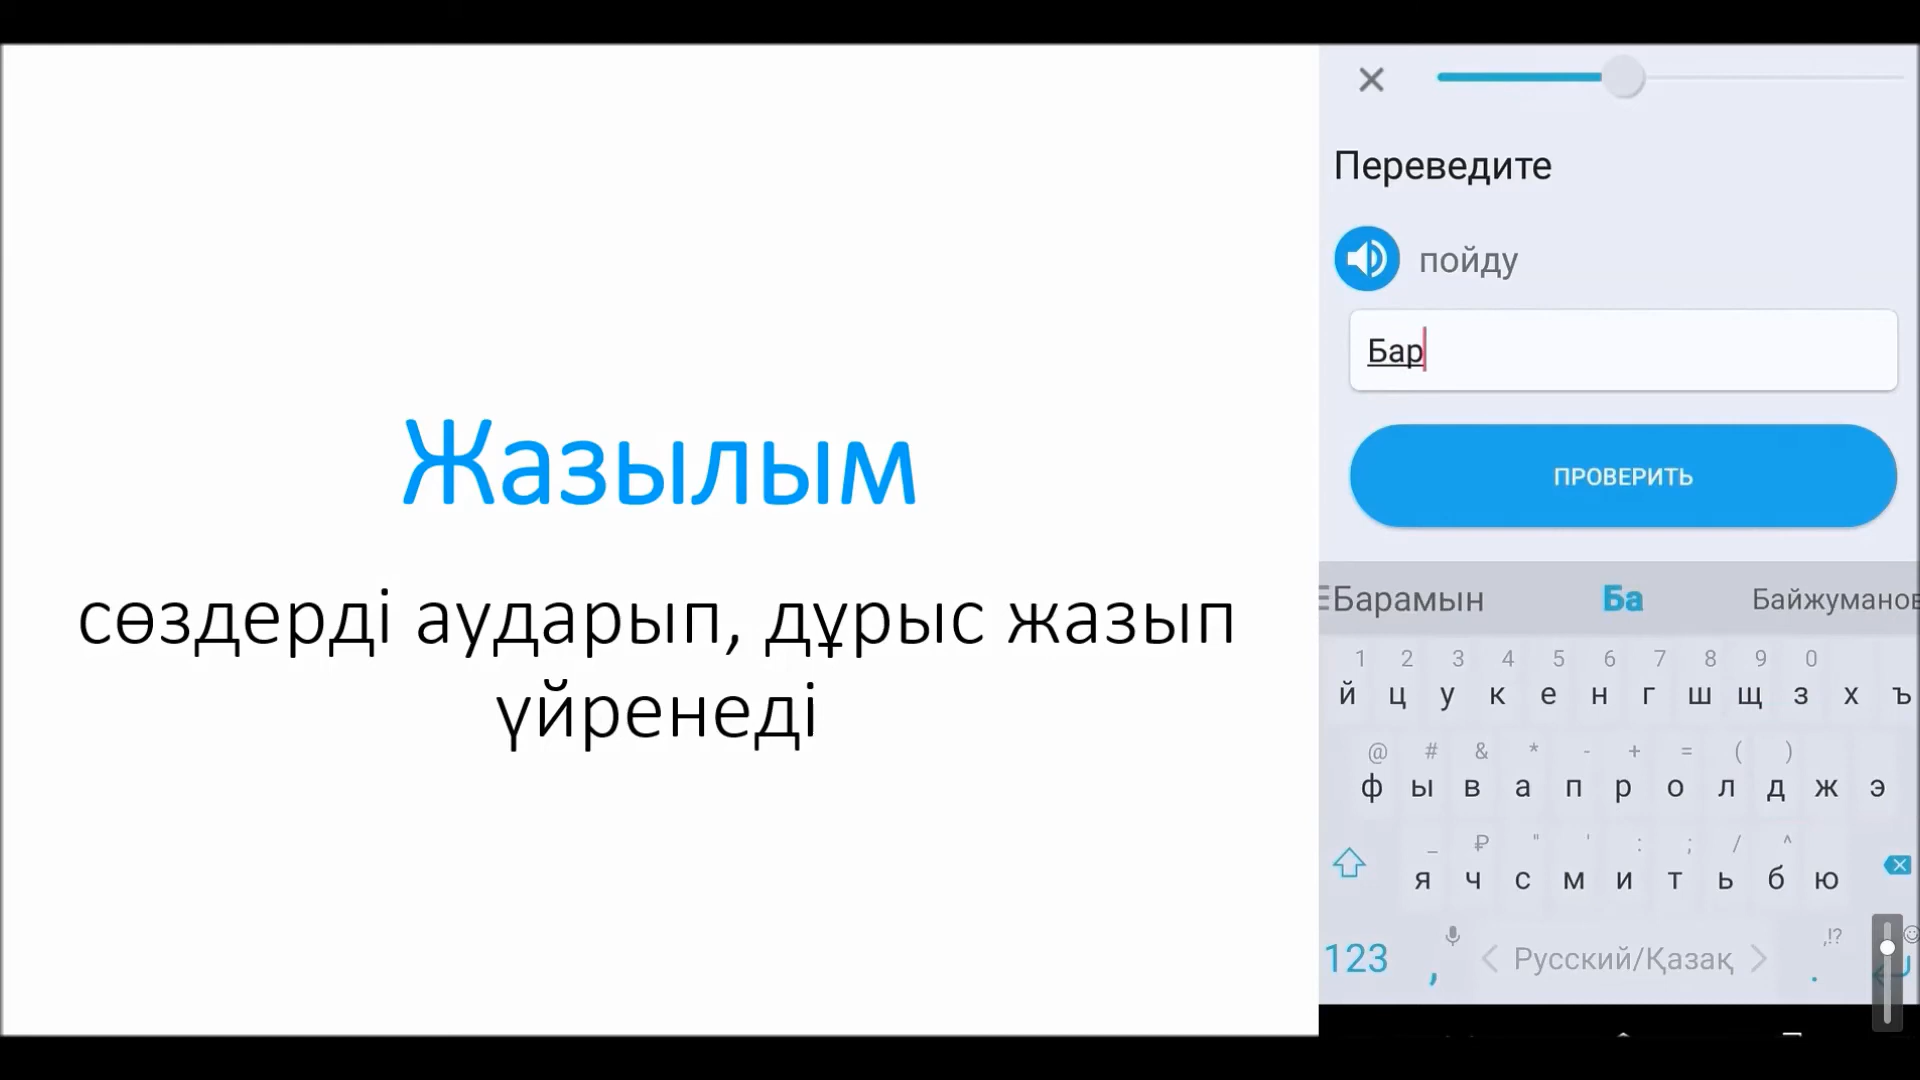 Жазылым
сөздерді аударып, дұрыс жазып
үйренеді
Переведите
пойду
Бар
ПРОВЕРИТЬ
Барамын Ба Байжуманов
1 2 3 4 5 6 7 8 9 0
й ц у к е н г ш щ з х ъ
@ # & * - + = ( )
ф ы в а п р о л д ж э
_ ₽ " ' : ; / ^
я ч с м и т ь б ю
,!?
123 , Русский/Қазақ .